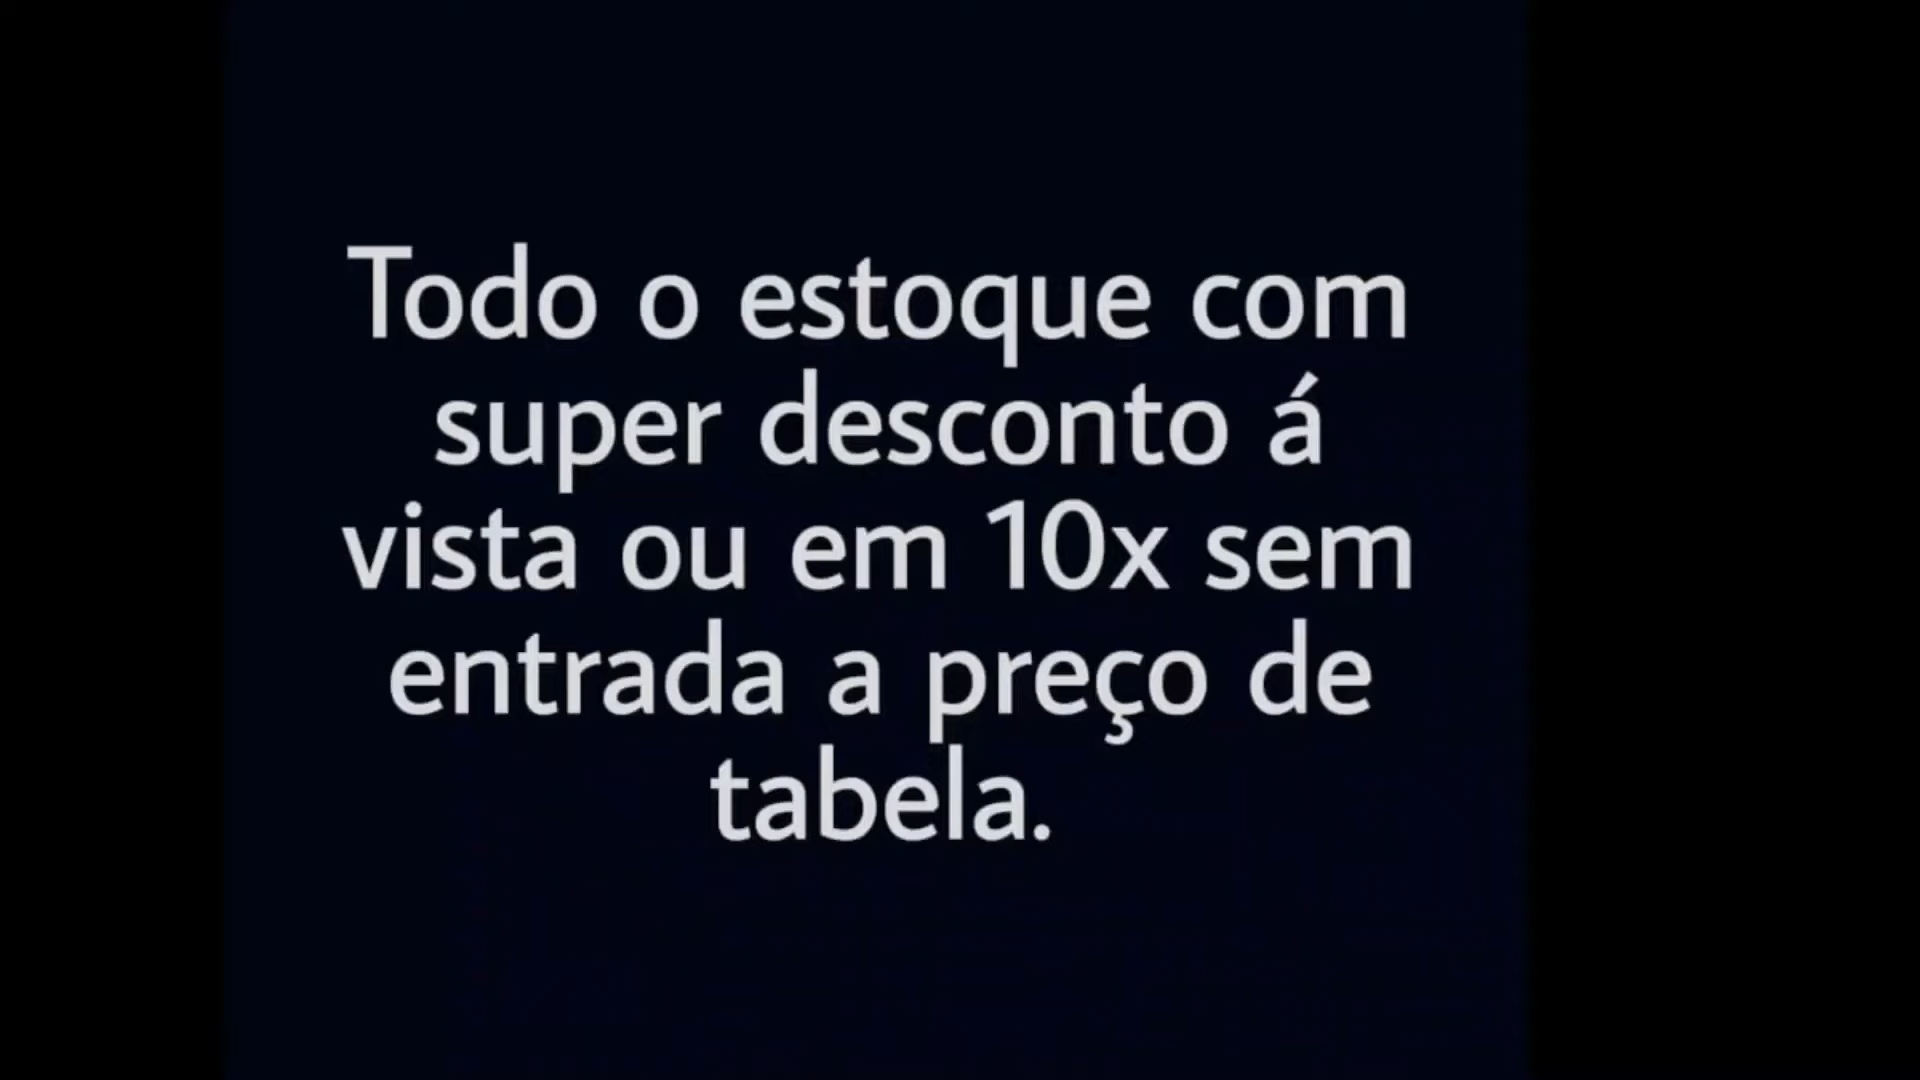 Todo o estoque com
super desconto á
vista ou em 10x sem
entrada a preço de
tabela.